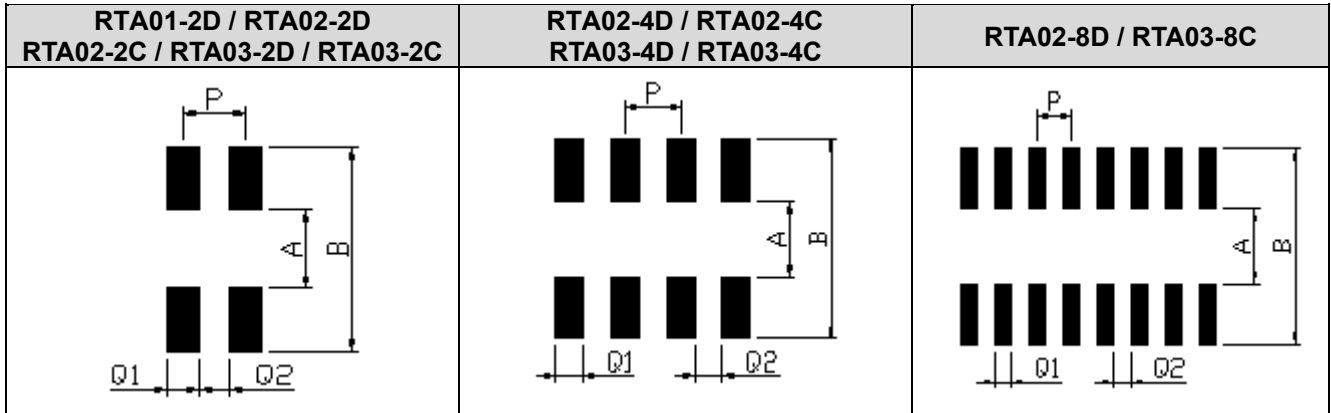 RTA01-2D / RTA02-2D
RTA02-2C / RTA03-2D / RTA03-2C
RTA02-4D / RTA02-4C
RTA03-4D / RTA03-4C
RTA02-8D / RTA03-8C
P
A
B
Q1
Q2
P
A
B
Q1
Q2
P
A
B
Q1
Q2